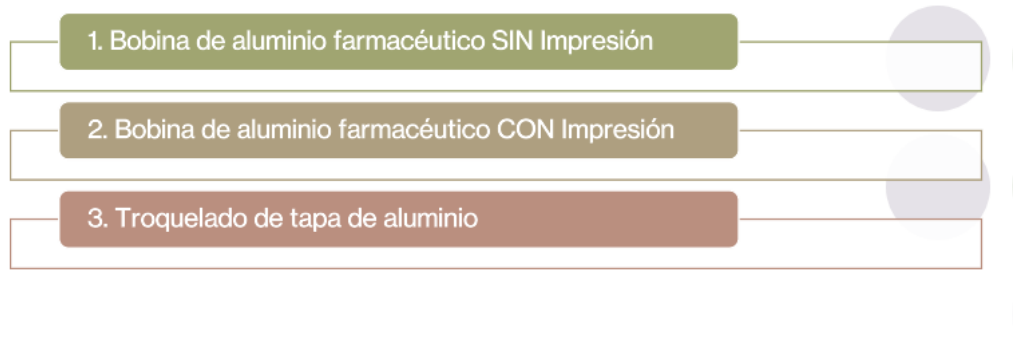 1. Bobina de aluminio farmacéutico SIN Impresión
2. Bobina de aluminio farmacéutico CON Impresión
3. Troquelado de tapa de aluminio